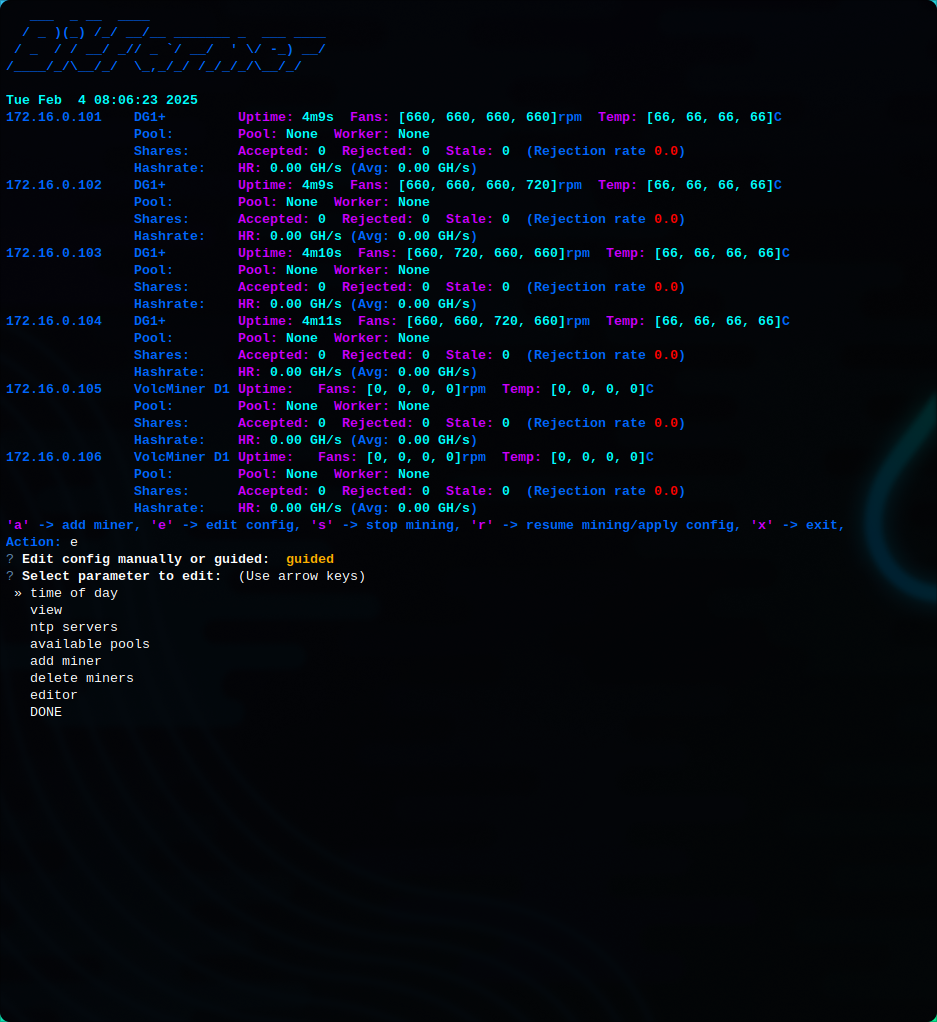 ___  _ __  ____
  / _ )(_) /_/ __/__ _______ _  ___ ____
 / _  / / __/ _// _ `/ __/  ' \/ -_) __/
/____/_/\__/_/  \_,_/_/ /_/_/_/\__/_/
Tue Feb  4 08:06:23 2025
172.16.0.101    DG1+         Uptime: 4m9s  Fans: [660, 660, 660, 660]rpm  Temp: [66, 66, 66, 66]C
                Pool:        Pool: None  Worker: None
                Shares:      Accepted: 0  Rejected: 0  Stale: 0  (Rejection rate 0.0)
                Hashrate:    HR: 0.00 GH/s (Avg: 0.00 GH/s)
172.16.0.102    DG1+         Uptime: 4m9s  Fans: [660, 660, 660, 720]rpm  Temp: [66, 66, 66, 66]C
                Pool:        Pool: None  Worker: None
                Shares:      Accepted: 0  Rejected: 0  Stale: 0  (Rejection rate 0.0)
                Hashrate:    HR: 0.00 GH/s (Avg: 0.00 GH/s)
172.16.0.103    DG1+         Uptime: 4m10s  Fans: [660, 720, 660, 660]rpm  Temp: [66, 66, 66, 66]C
                Pool:        Pool: None  Worker: None
                Shares:      Accepted: 0  Rejected: 0  Stale: 0  (Rejection rate 0.0)
                Hashrate:    HR: 0.00 GH/s (Avg: 0.00 GH/s)
172.16.0.104    DG1+         Uptime: 4m11s  Fans: [660, 660, 720, 660]rpm  Temp: [66, 66, 66, 66]C
                Pool:        Pool: None  Worker: None
                Shares:      Accepted: 0  Rejected: 0  Stale: 0  (Rejection rate 0.0)
                Hashrate:    HR: 0.00 GH/s (Avg: 0.00 GH/s)
172.16.0.105    VolcMiner D1 Uptime:   Fans: [0, 0, 0, 0]rpm  Temp: [0, 0, 0, 0]C
                Pool:        Pool: None  Worker: None
                Shares:      Accepted: 0  Rejected: 0  Stale: 0  (Rejection rate 0.0)
                Hashrate:    HR: 0.00 GH/s (Avg: 0.00 GH/s)
172.16.0.106    VolcMiner D1 Uptime:   Fans: [0, 0, 0, 0]rpm  Temp: [0, 0, 0, 0]C
                Pool:        Pool: None  Worker: None
                Shares:      Accepted: 0  Rejected: 0  Stale: 0  (Rejection rate 0.0)
                Hashrate:    HR: 0.00 GH/s (Avg: 0.00 GH/s)
'a' -> add miner, 'e' -> edit config, 's' -> stop mining, 'r' -> resume mining/apply config, 'x' -> exit,
Action: e
? Edit config manually or guided:  guided
? Select parameter to edit:  (Use arrow keys)
 » time of day
   view
   ntp servers
   available pools
   add miner
   delete miners
   editor
   DONE